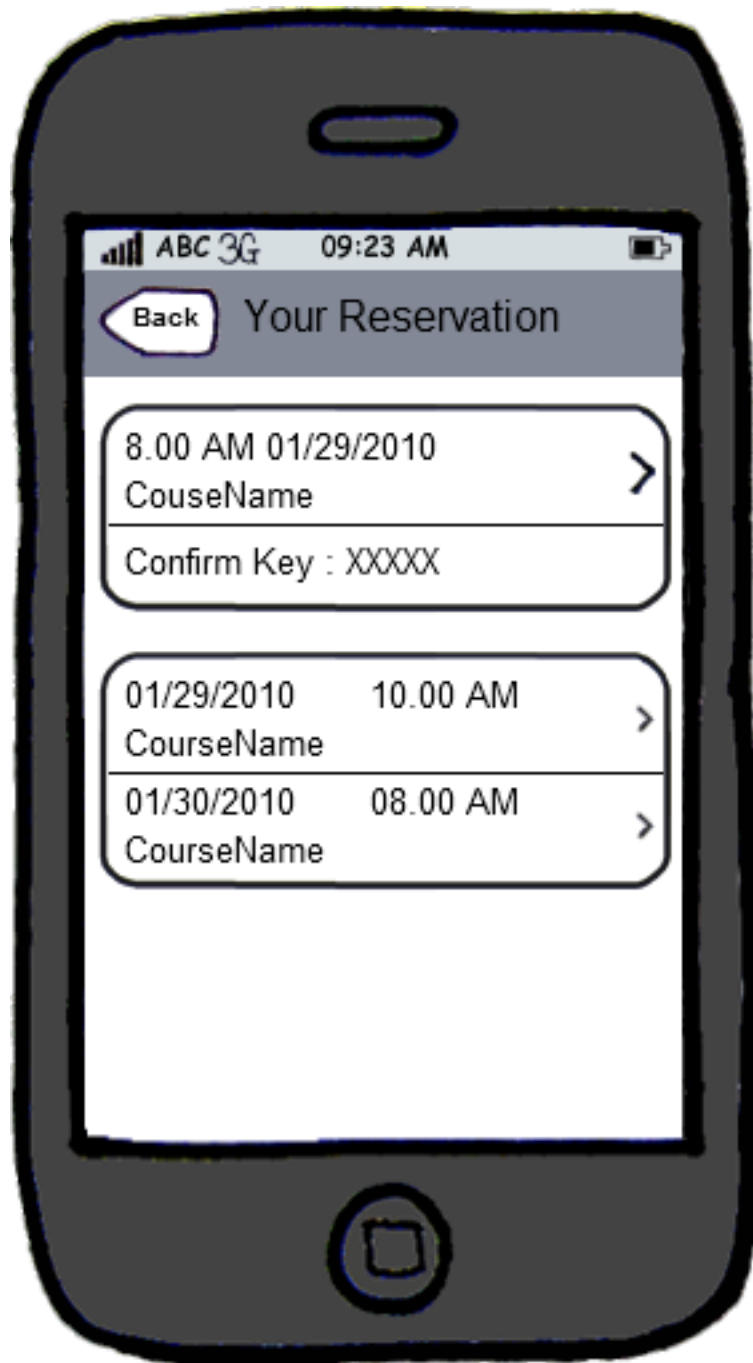 ABC 3G 09:23 AM
Back Your Reservation
8.00 AM 01/29/2010
CouseName
Confirm Key : XXXXX
01/29/2010 10.00 AM
CourseName
01/30/2010 08.00 AM
CourseName